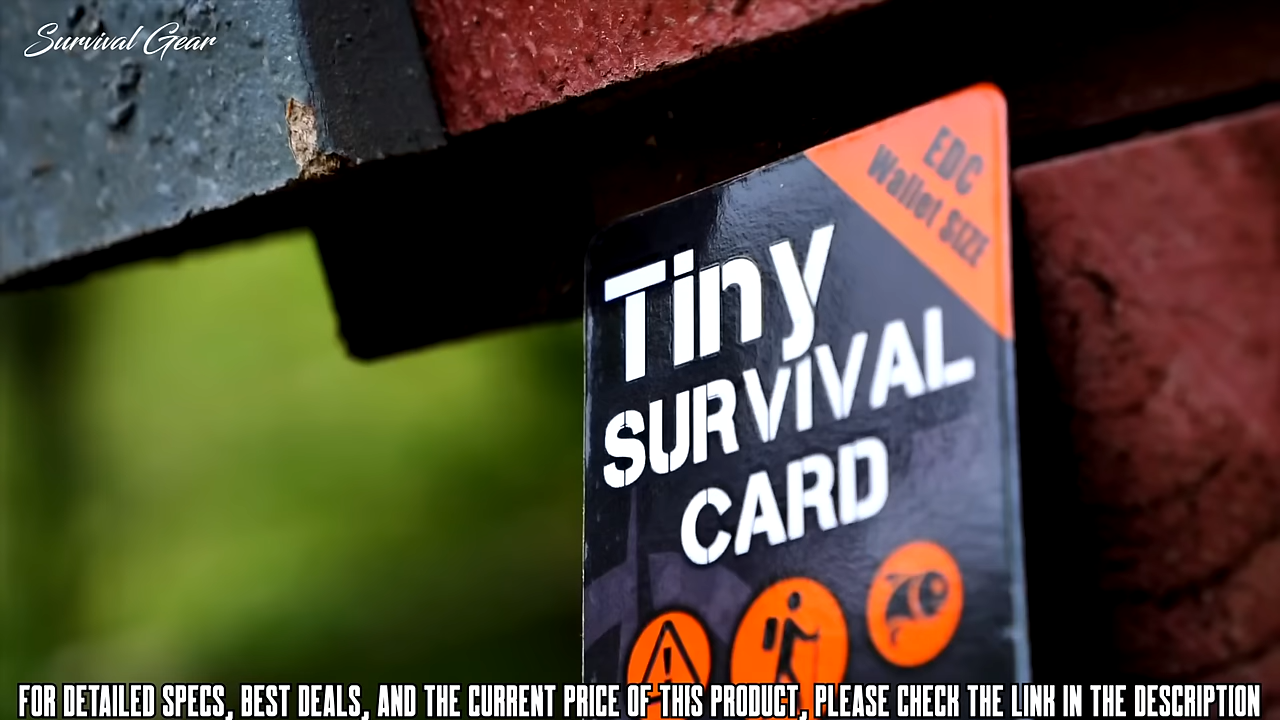 Survival Gear
EDC
Wallet SIZE
Tiny
SURVIVAL
CARD
FOR DETAILED SPECS, BEST DEALS, AND THE CURRENT PRICE OF THIS PRODUCT, PLEASE CHECK THE LINK IN THE DESCRIPTION